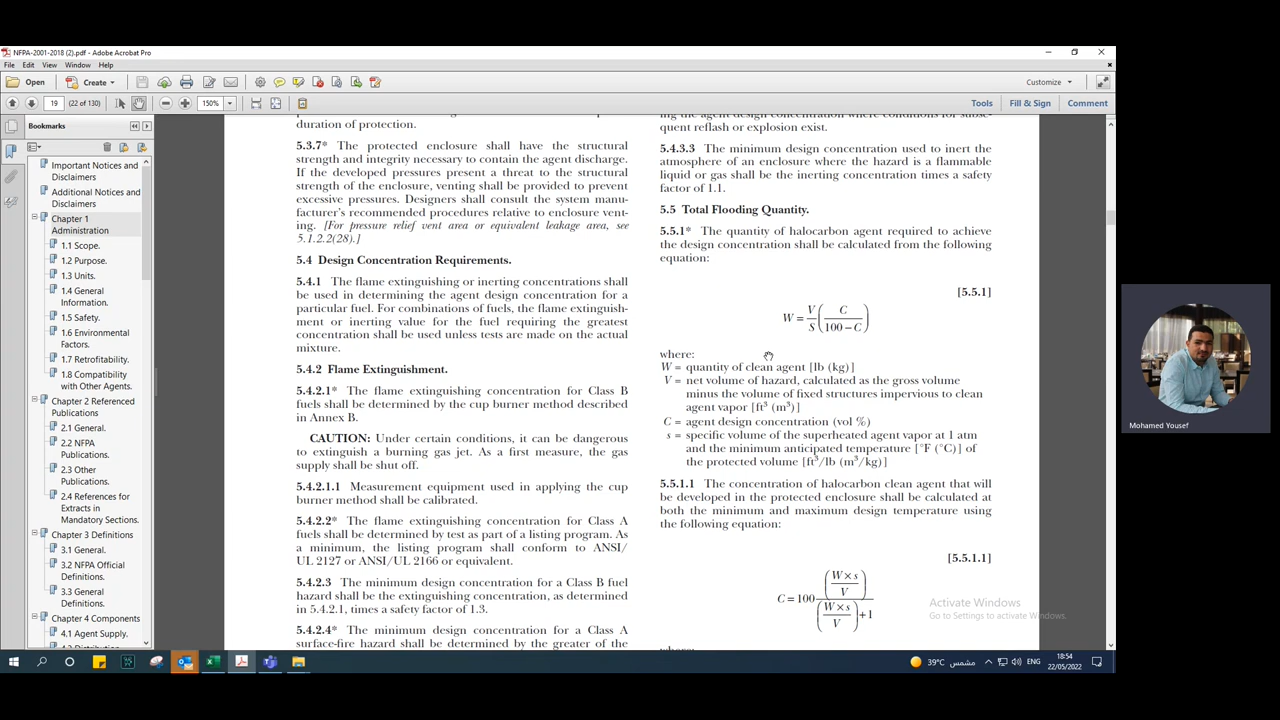 NFPA-2001-2018 (2).pdf - Adobe Acrobat Pro
File Edit View Window Help
Open
Create
Customize
19 (22 of 130)
150%
Tools
Fill & Sign
Comment
Bookmarks
Important Notices and
Disclaimers
Additional Notices and
Disclaimers
Chapter 1
Administration
1.1 Scope.
1.2 Purpose.
1.3 Units.
1.4 General
Information.
1.5 Safety.
1.6 Environmental
Factors.
1.7 Retrofitability.
1.8 Compatibility
with Other Agents.
Chapter 2 Referenced
Publications
2.1 General.
2.2 NFPA
Publications.
2.3 Other
Publications.
2.4 References for
Extracts in
Mandatory Sections.
Chapter 3 Definitions
3.1 General.
3.2 NFPA Official
Definitions.
3.3 General
Definitions.
Chapter 4 Components
4.1 Agent Supply.
duration of protection.
5.3.7* The protected enclosure shall have the structural
strength and integrity necessary to contain the agent discharge.
If the developed pressures present a threat to the structural
strength of the enclosure, venting shall be provided to prevent
excessive pressures. Designers shall consult the system manu-
facturer's recommended procedures relative to enclosure vent-
ing. [For pressure relief vent area or equivalent leakage area, see
5.1.2.2(28).]
5.4 Design Concentration Requirements.
5.4.1 The flame extinguishing or inerting concentrations shall
be used in determining the agent design concentration for a
particular fuel. For combinations of fuels, the flame extinguish-
ment or inerting value for the fuel requiring the greatest
concentration shall be used unless tests are made on the actual
mixture.
5.4.2 Flame Extinguishment.
5.4.2.1* The flame extinguishing concentration for Class B
fuels shall be determined by the cup burner method described
in Annex B.
CAUTION: Under certain conditions, it can be dangerous
to extinguish a burning gas jet. As a first measure, the gas
supply shall be shut off.
5.4.2.1.1 Measurement equipment used in applying the cup
burner method shall be calibrated.
5.4.2.2* The flame extinguishing concentration for Class A
fuels shall be determined by test as part of a listing program. As
a minimum, the listing program shall conform to ANSI/
UL 2127 or ANSI/UL 2166 or equivalent.
5.4.2.3 The minimum design concentration for a Class B fuel
hazard shall be the extinguishing concentration, as determined
in 5.4.2.1, times a safety factor of 1.3.
5.4.2.4* The minimum design concentration for a Class A
surface-fire hazard shall be determined by the greater of the
ing the agent design concentration where conditions for subse-
quent reflash or explosion exist.
5.4.3.3 The minimum design concentration used to inert the
atmosphere of an enclosure where the hazard is a flammable
liquid or gas shall be the inerting concentration times a safety
factor of 1.1.
5.5 Total Flooding Quantity.
5.5.1* The quantity of halocarbon agent required to achieve
the design concentration shall be calculated from the following
equation:
[5.5.1]
W = V/S (C/(100 – C))
where:
W = quantity of clean agent [lb (kg)]
V = net volume of hazard, calculated as the gross volume
minus the volume of fixed structures impervious to clean
agent vapor [ft³ (m³)]
C = agent design concentration (vol %)
s = specific volume of the superheated agent vapor at 1 atm
and the minimum anticipated temperature [°F (°C)] of
the protected volume [ft³/lb (m³/kg)]
5.5.1.1 The concentration of halocarbon clean agent that will
be developed in the protected enclosure shall be calculated at
both the minimum and maximum design temperature using
the following equation:
[5.5.1.1]
C = 100 ((W × s)/V) / (((W × s)/V) + 1)
where:
Activate Windows
Go to Settings to activate Windows.
Mohamed Yousef
39°C مشمس
ENG
18:54
22/05/2022